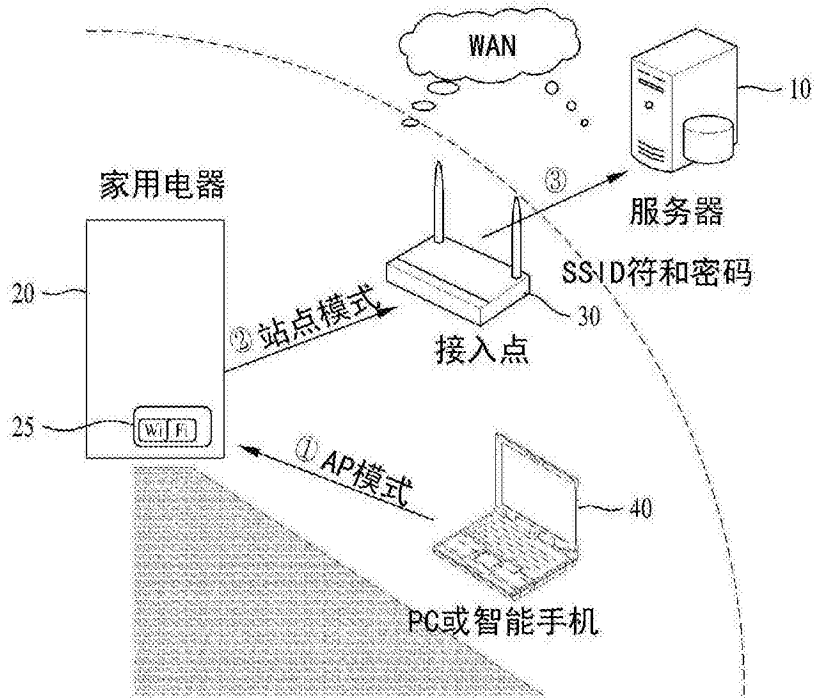 WAN
10
家用电器
③
服务器
SSID符和密码
20
30
② 站点模式
接入点
25
Wi Fi
① AP模式
40
PC或智能手机